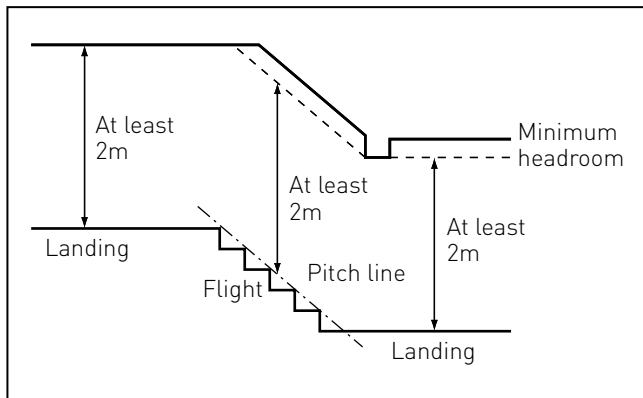 At least
2m
Landing
At least
2m
Flight
Pitch line
Minimum
headroom
At least
2m
Landing